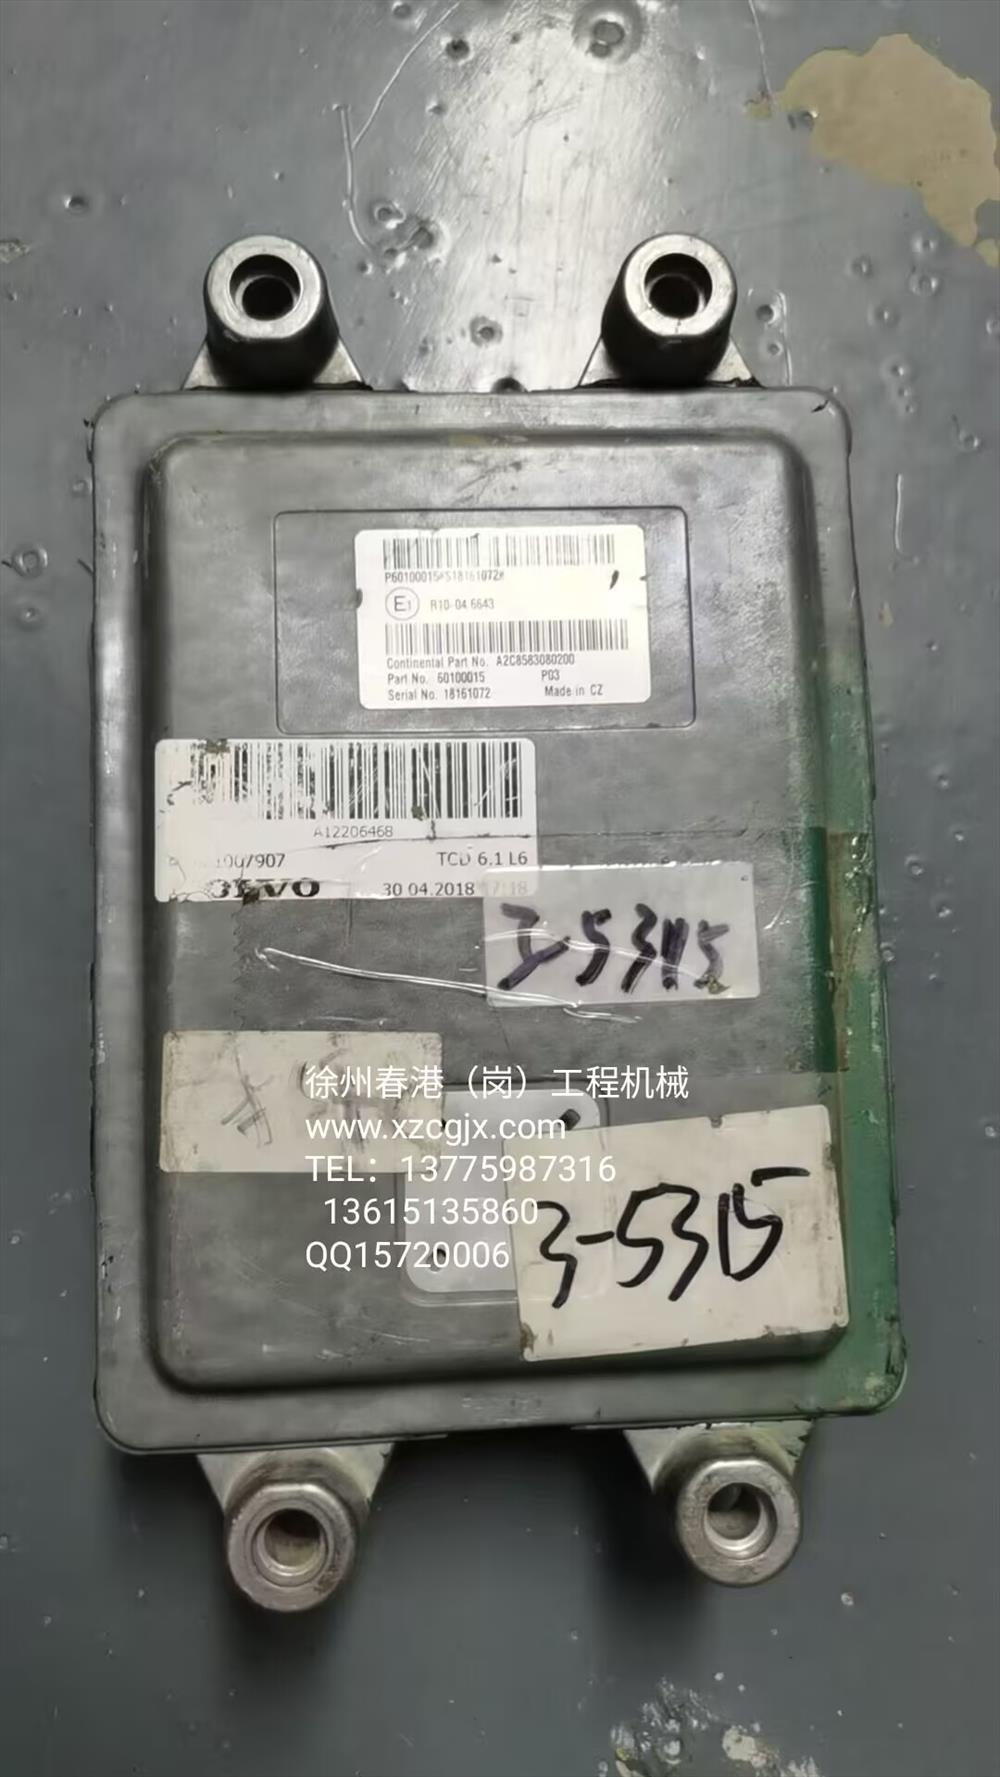 P60100015#S18161072#
E1 R10-04 6643
Continental Part No. A2C8583080200
Part No. 60100015 P03
Serial No. 18161072 Made in CZ
A12206468
1007907 TCD 6.1 L6
30 04.2018 17:18
3-5315
徐州春港（岗）工程机械
www.xzcgjx.com
TEL：13775987316
13615135860
QQ15720006
3-5315